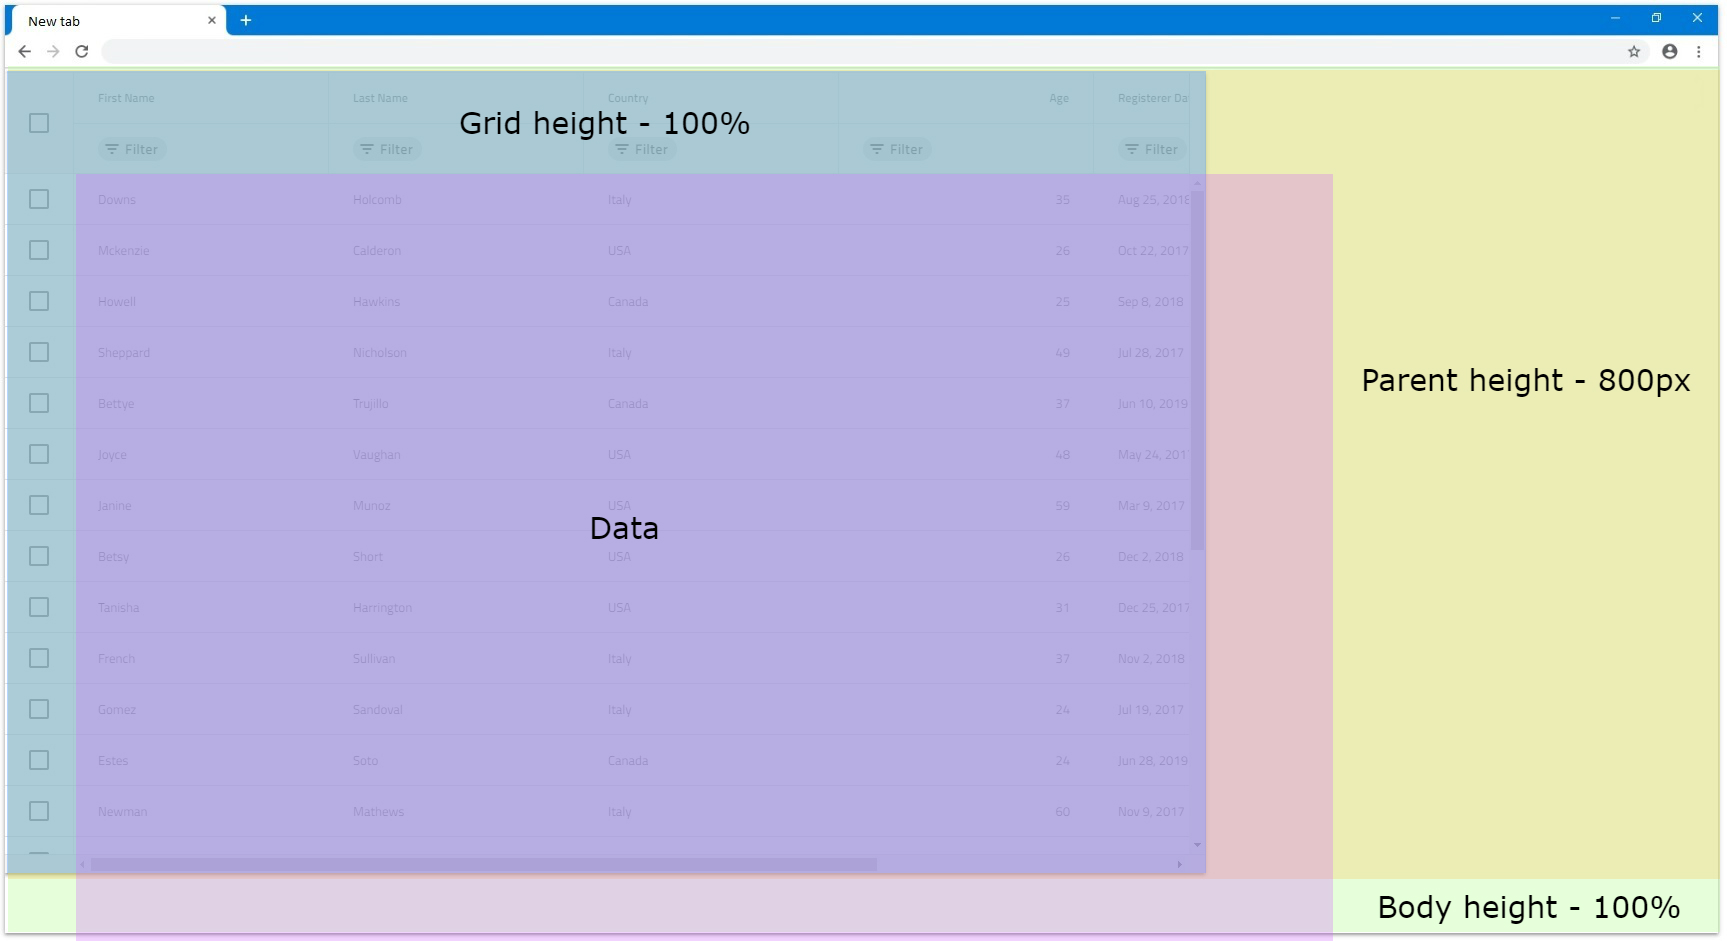 New tab
First Name Last Name Country Age Registerer Da
Grid height - 100%
Filter Filter Filter Filter Filter
Downs Holcomb Italy 35 Aug 25, 2018
Mckenzie Calderon USA 26 Oct 22, 2017
Howell Hawkins Canada 25 Sep 8, 2018
Sheppard Nicholson Italy 49 Jul 28, 2017
Parent height - 800px
Bettye Trujillo Canada 37 Jun 10, 2019
Joyce Vaughan USA 48 May 24, 201
Janine Munoz USA 59 Mar 9, 2017
Data
Betsy Short USA 26 Dec 2, 2018
Tanisha Harrington USA 31 Dec 25, 2017
French Sullivan Italy 37 Nov 2, 2018
Gomez Sandoval Italy 24 Jul 19, 2017
Estes Soto Canada 24 Jun 28, 2019
Newman Mathews Italy 60 Nov 9, 2017
Body height - 100%